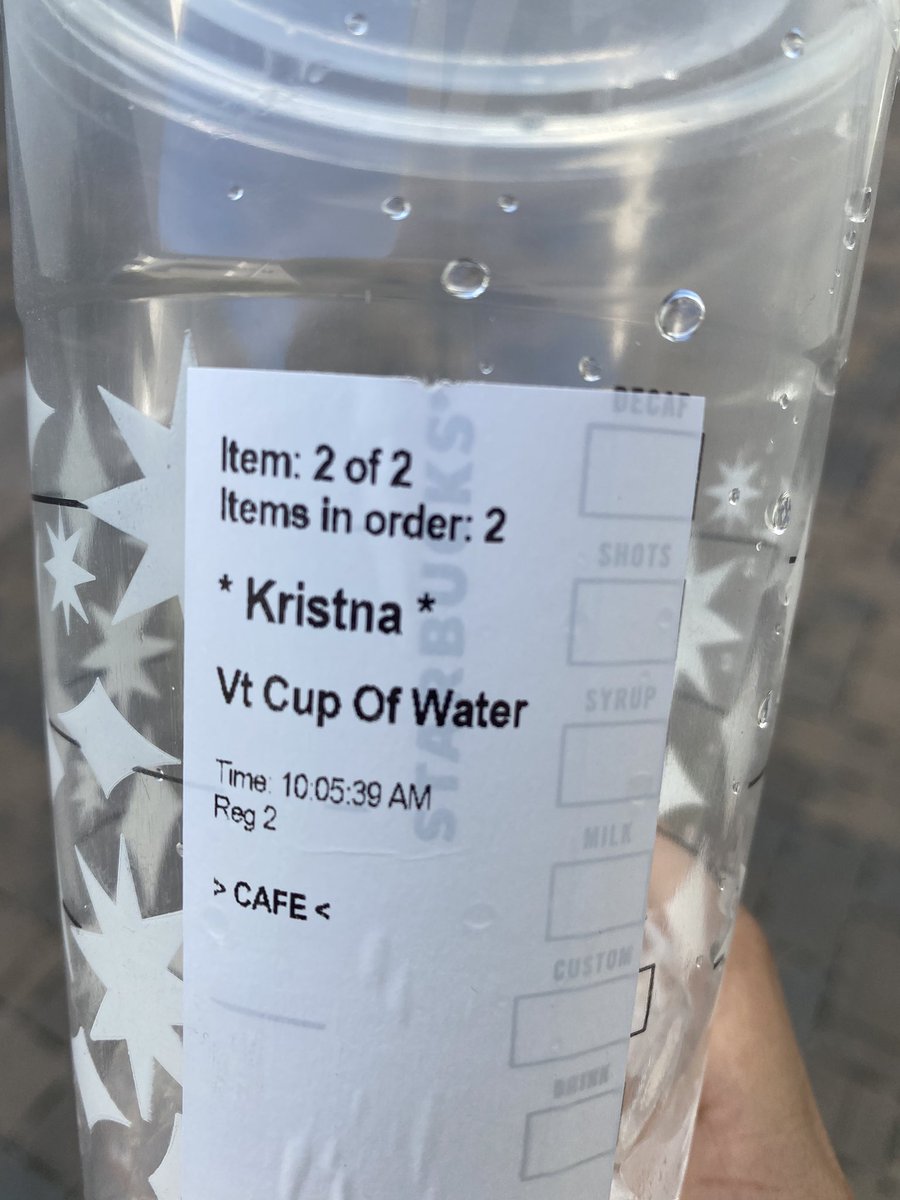 Item: 2 of 2
Items in order: 2
* Kristna *
Vt Cup Of Water
Time: 10:05:39 AM
Reg 2
> CAFE <
STARBUCKS
DECAF
SHOTS
SYRUP
MILK
CUSTOM
DRINK